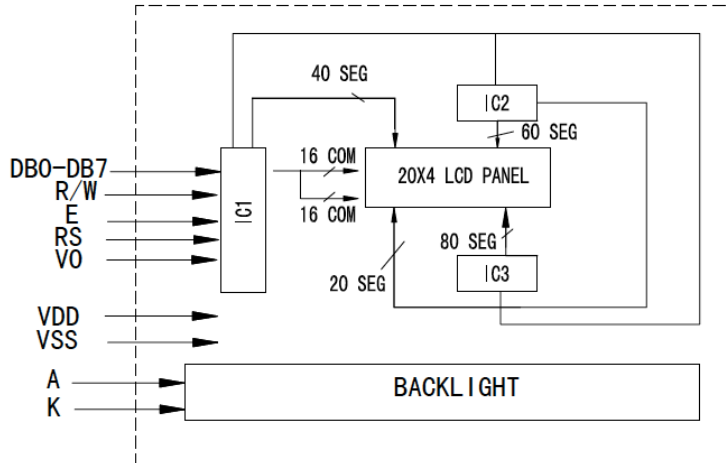 40 SEG
IC2
60 SEG
DB0-DB7
R/W
E
RS
VO
IC1
16 COM
16 COM
20X4 LCD PANEL
80 SEG
20 SEG
IC3
VDD
VSS
A
K
BACKLIGHT